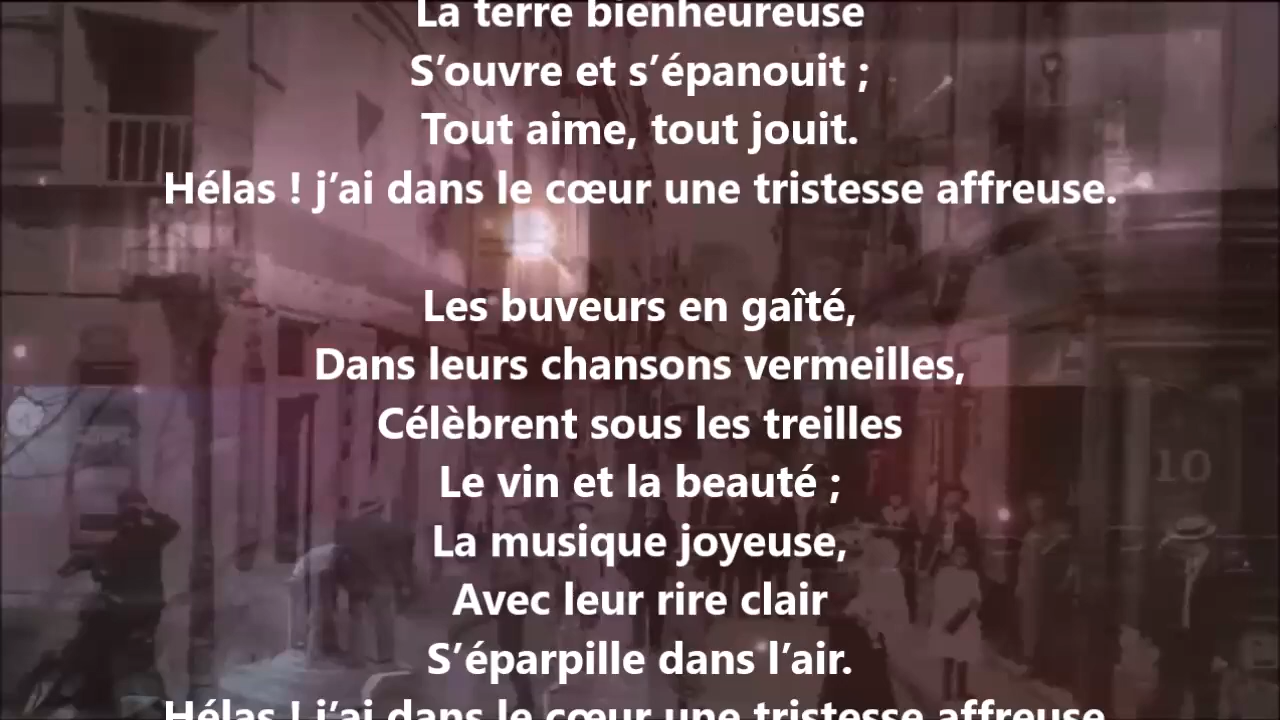 La terre bienheureuse
S’ouvre et s’épanouit ;
Tout aime, tout jouit.
Hélas ! j’ai dans le cœur une tristesse affreuse.
Les buveurs en gaîté,
Dans leurs chansons vermeilles,
Célèbrent sous les treilles
Le vin et la beauté ;
La musique joyeuse,
Avec leur rire clair
S’éparpille dans l’air.
Hélas ! j’ai dans le cœur une tristesse affreuse
10